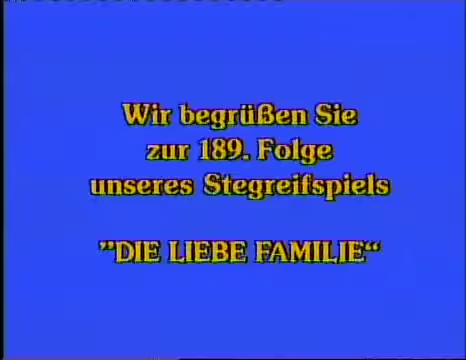 Wir begrüßen Sie
zur 189. Folge
unseres Stegreifspiels
”DIE LIEBE FAMILIE“